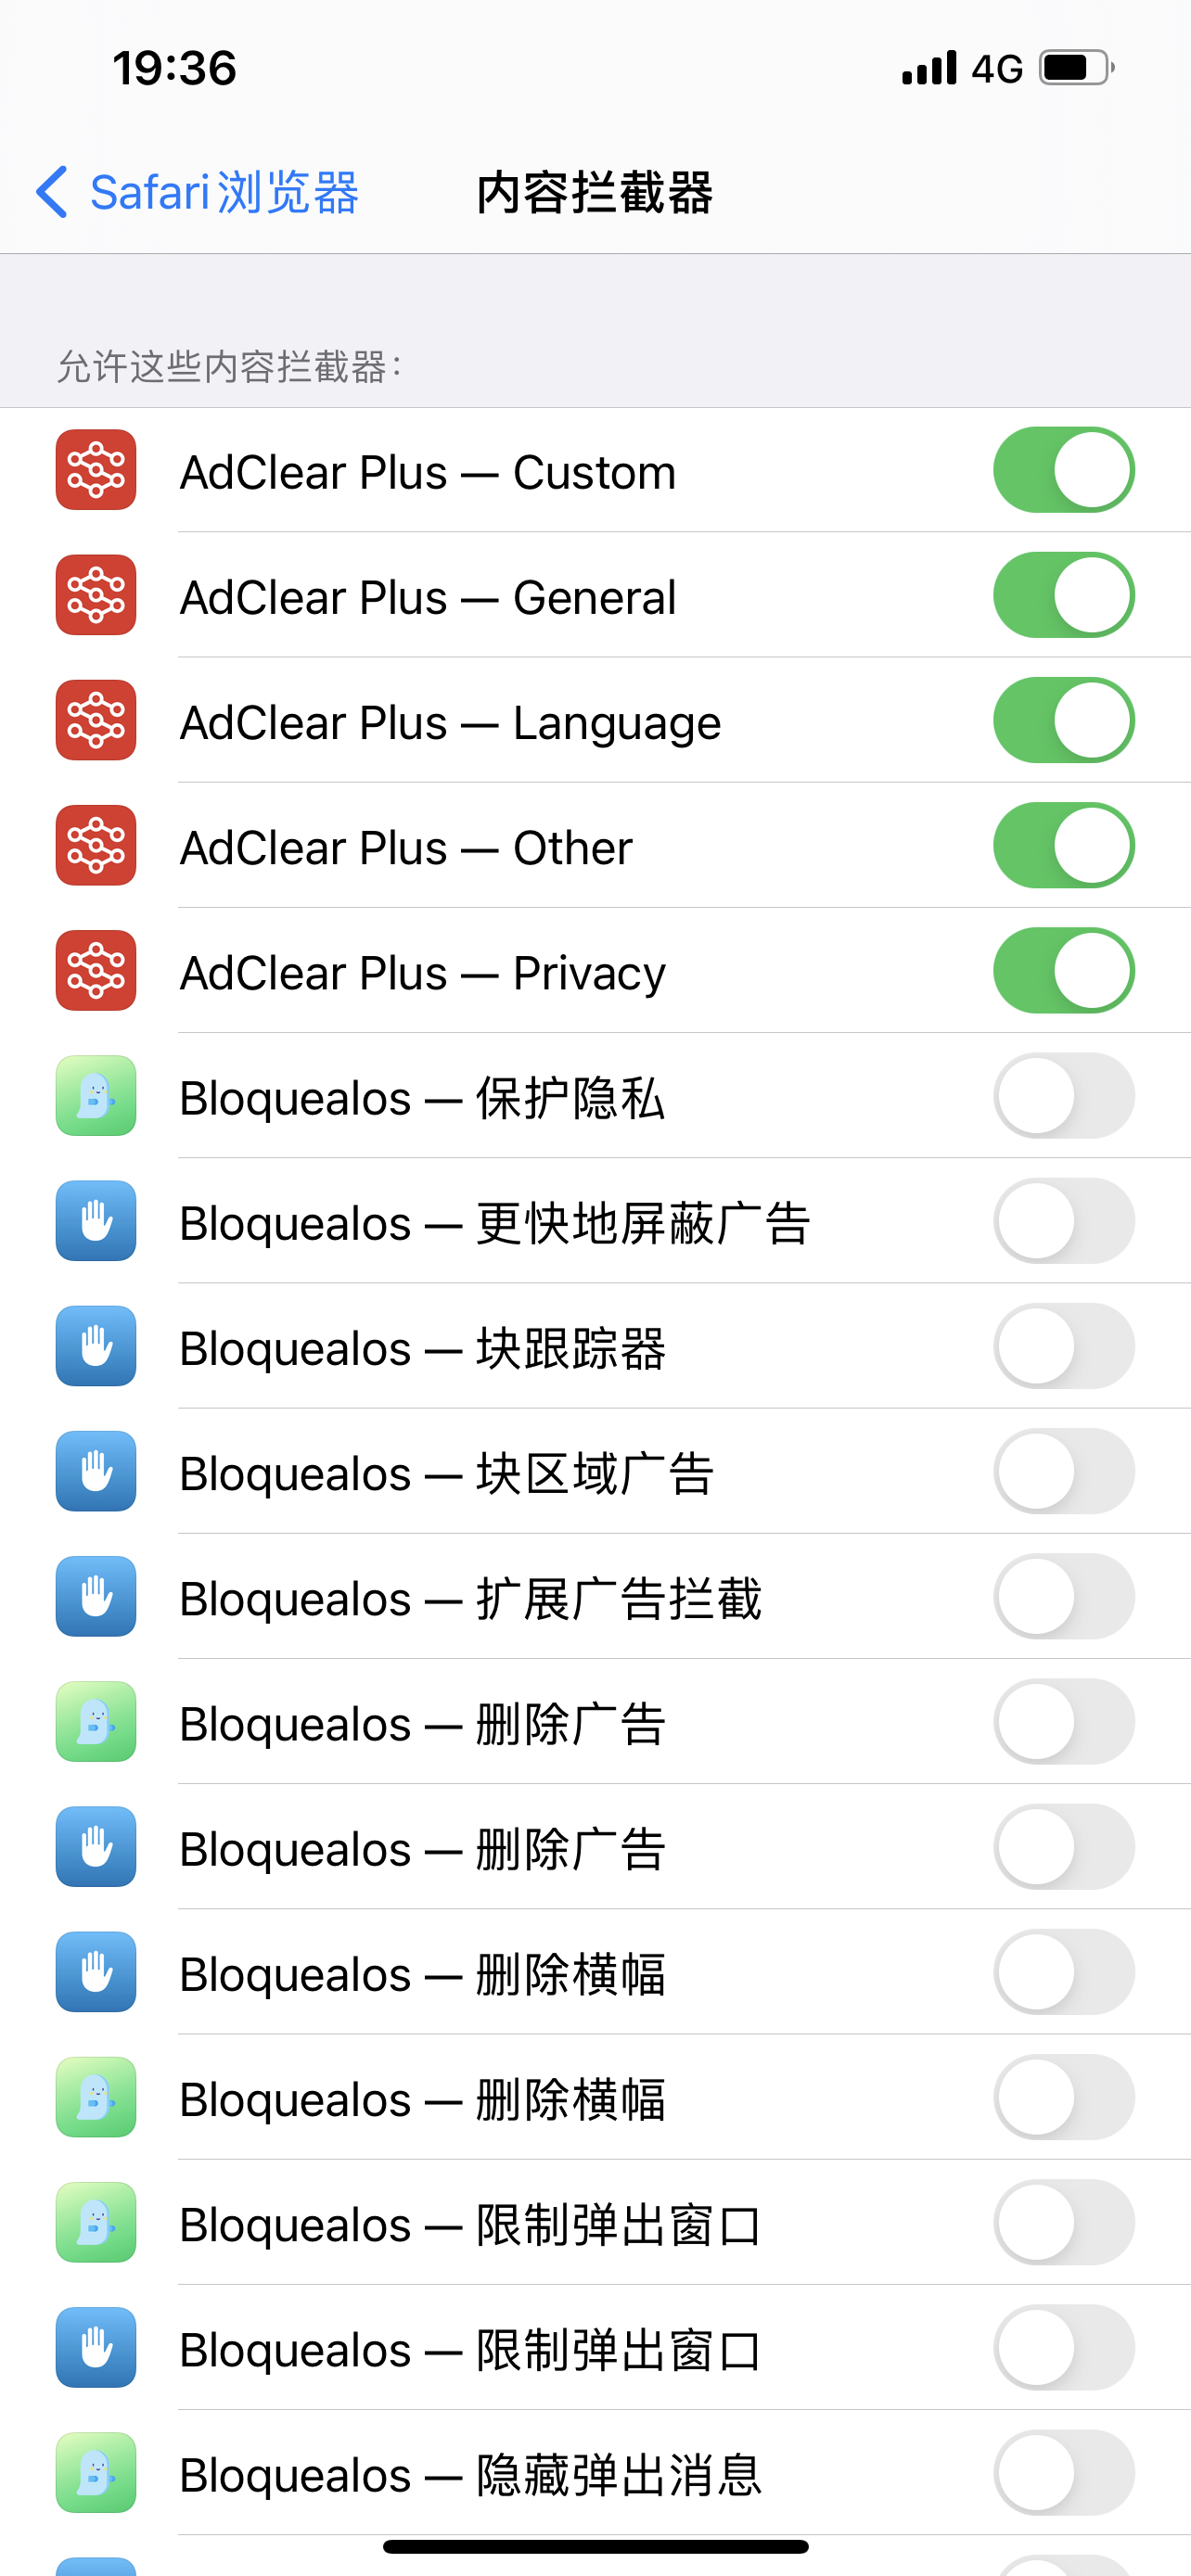 19:36
4G
Safari浏览器
内容拦截器
允许这些内容拦截器：
AdClear Plus — Custom
AdClear Plus — General
AdClear Plus — Language
AdClear Plus — Other
AdClear Plus — Privacy
Bloquealos — 保护隐私
Bloquealos — 更快地屏蔽广告
Bloquealos — 块跟踪器
Bloquealos — 块区域广告
Bloquealos — 扩展广告拦截
Bloquealos — 删除广告
Bloquealos — 删除广告
Bloquealos — 删除横幅
Bloquealos — 删除横幅
Bloquealos — 限制弹出窗口
Bloquealos — 限制弹出窗口
Bloquealos — 隐藏弹出消息